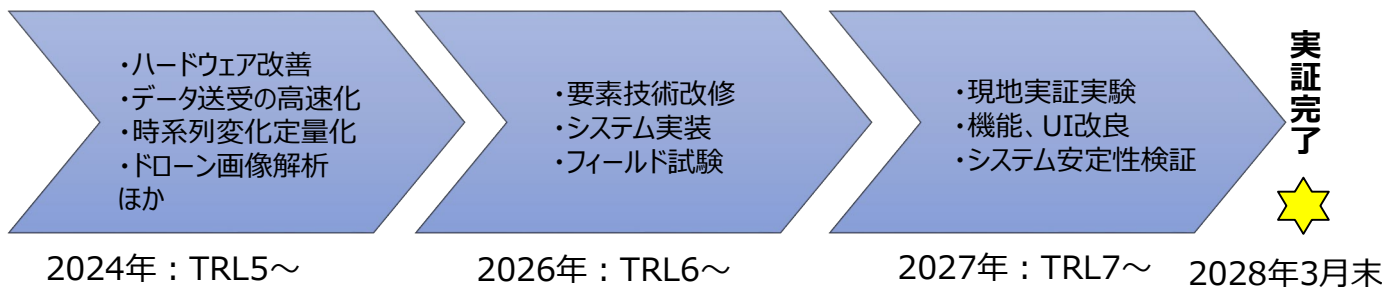 ・ハードウェア改善
・データ送受の高速化
・時系列変化定量化
・ドローン画像解析
ほか
・要素技術改修
・システム実装
・フィールド試験
・現地実証実験
・機能、UI改良
・システム安定性検証
実証完了
2024年：TRL5～
2026年：TRL6～
2027年：TRL7～
2028年3月末